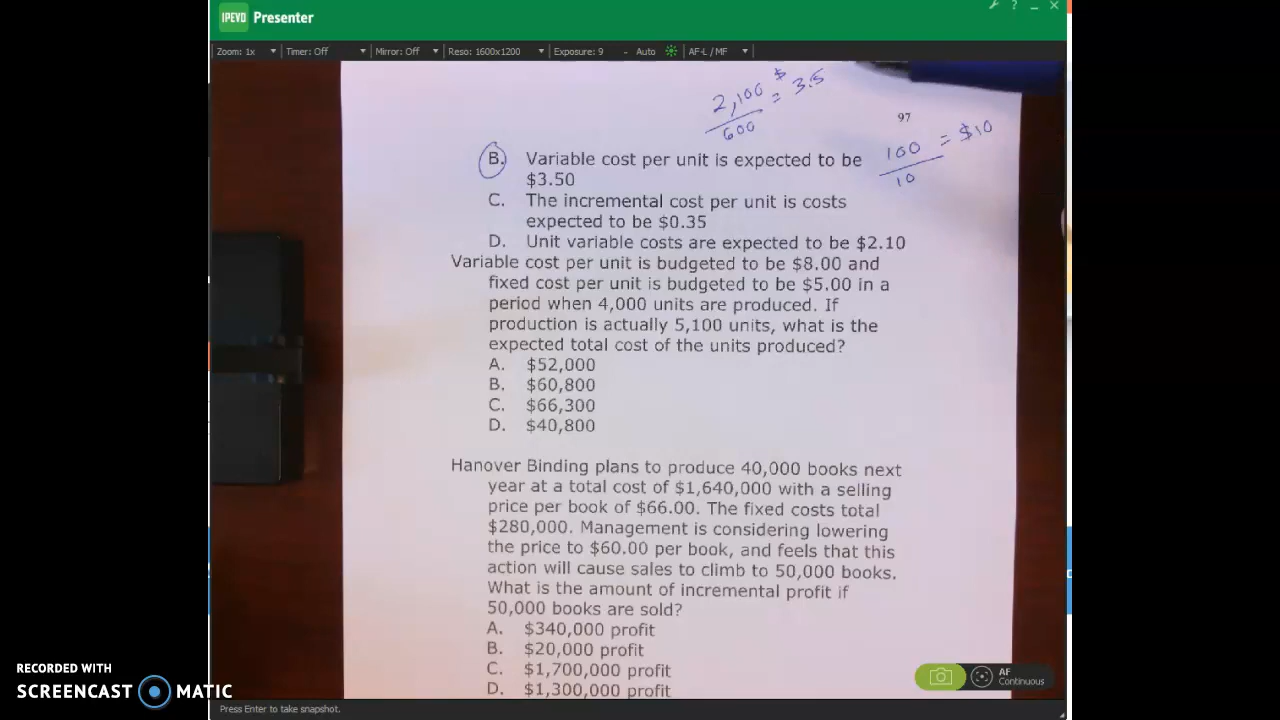 IPEVO Presenter
Zoom: 1x Timer: Off Mirror: Off Reso: 1600x1200 Exposure: 9 - Auto AF-L / MF
2,100 / 600 = $ 3.5
97
100 / 10 = $10
B. Variable cost per unit is expected to be
$3.50
C. The incremental cost per unit is costs
expected to be $0.35
D. Unit variable costs are expected to be $2.10
Variable cost per unit is budgeted to be $8.00 and
fixed cost per unit is budgeted to be $5.00 in a
period when 4,000 units are produced. If
production is actually 5,100 units, what is the
expected total cost of the units produced?
A. $52,000
B. $60,800
C. $66,300
D. $40,800
Hanover Binding plans to produce 40,000 books next
year at a total cost of $1,640,000 with a selling
price per book of $66.00. The fixed costs total
$280,000. Management is considering lowering
the price to $60.00 per book, and feels that this
action will cause sales to climb to 50,000 books.
What is the amount of incremental profit if
50,000 books are sold?
A. $340,000 profit
B. $20,000 profit
C. $1,700,000 profit
D. $1,300,000 profit
AF
Continuous
RECORDED WITH
SCREENCAST MATIC
Press Enter to take snapshot.